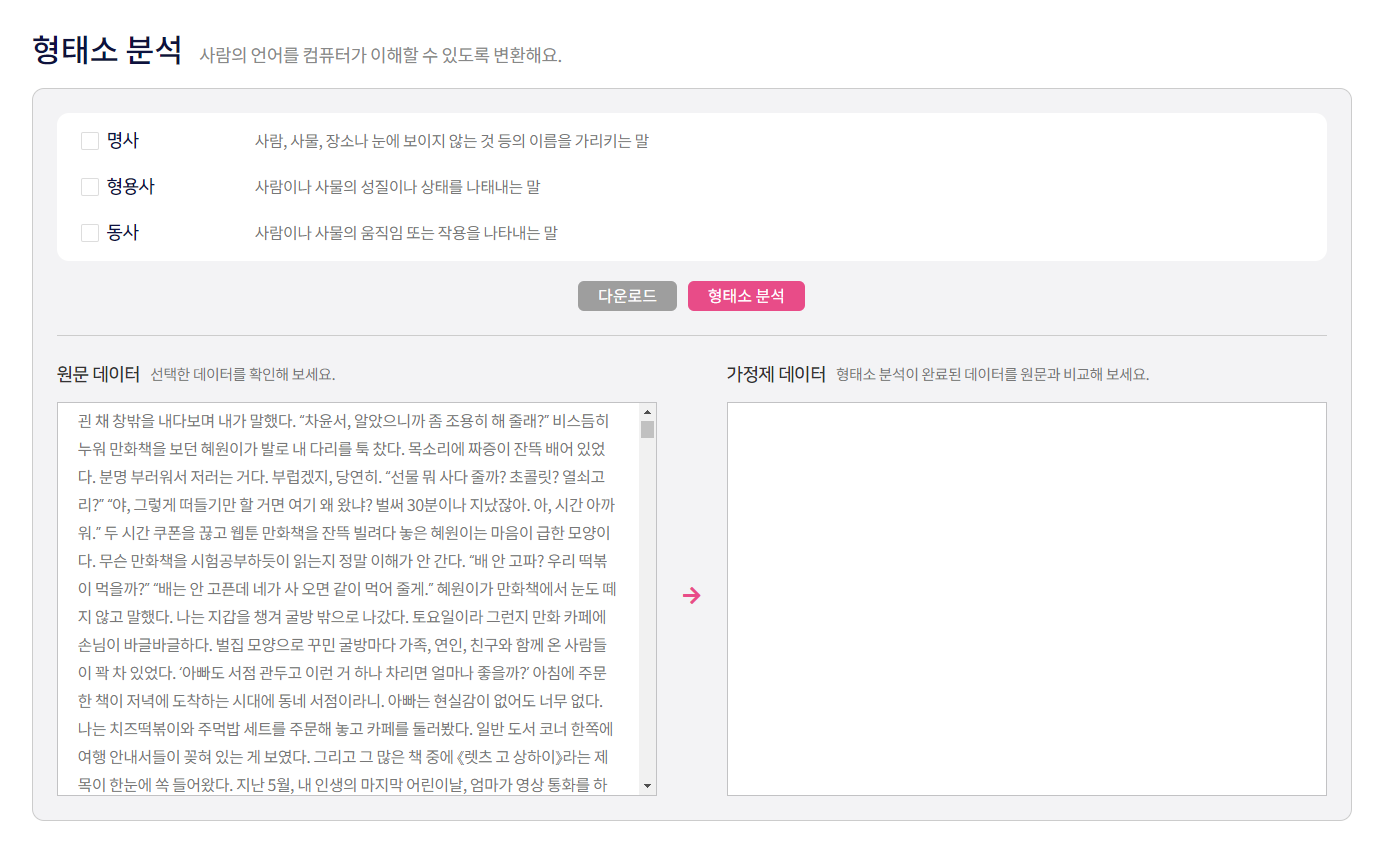 형태소 분석 사람의 언어를 컴퓨터가 이해할 수 있도록 변환해요.
명사 사람, 사물, 장소나 눈에 보이지 않는 것 등의 이름을 가리키는 말
형용사 사람이나 사물의 성질이나 상태를 나태내는 말
동사 사람이나 사물의 움직임 또는 작용을 나타내는 말
다운로드 형태소 분석
원문 데이터 선택한 데이터를 확인해 보세요.
괸 채 창밖을 내다보며 내가 말했다. “차윤서, 알았으니까 좀 조용히 해 줄래?” 비스듬히
누워 만화책을 보던 혜원이가 발로 내 다리를 툭 찼다. 목소리에 짜증이 잔뜩 배어 있었
다. 분명 부러워서 저러는 거다. 부럽겠지, 당연히. “선물 뭐 사다 줄까? 초콜릿? 열쇠고
리?” “야, 그렇게 떠들기만 할 거면 여기 왜 왔냐? 벌써 30분이나 지났잖아. 아, 시간 아까
워.” 두 시간 쿠폰을 끊고 웹툰 만화책을 잔뜩 빌려다 놓은 혜원이는 마음이 급한 모양이
다. 무슨 만화책을 시험공부하듯이 읽는지 정말 이해가 안 간다. “배 안 고파? 우리 떡볶
이 먹을까?” “배는 안 고픈데 네가 사 오면 같이 먹어 줄게.” 혜원이가 만화책에서 눈도 떼
지 않고 말했다. 나는 지갑을 챙겨 굴방 밖으로 나갔다. 토요일이라 그런지 만화 카페에
손님이 바글바글하다. 벌집 모양으로 꾸민 굴방마다 가족, 연인, 친구와 함께 온 사람들
이 꽉 차 있었다. ‘아빠도 서점 관두고 이런 거 하나 차리면 얼마나 좋을까?’ 아침에 주문
한 책이 저녁에 도착하는 시대에 동네 서점이라니. 아빠는 현실감이 없어도 너무 없다.
나는 치즈떡볶이와 주먹밥 세트를 주문해 놓고 카페를 둘러봤다. 일반 도서 코너 한쪽에
여행 안내서들이 꽂혀 있는 게 보였다. 그리고 그 많은 책 중에 《렛츠 고 상하이》라는 제
목이 한눈에 쏙 들어왔다. 지난 5월, 내 인생의 마지막 어린이날, 엄마가 영상 통화를 하
가정제 데이터 형태소 분석이 완료된 데이터를 원문과 비교해 보세요.